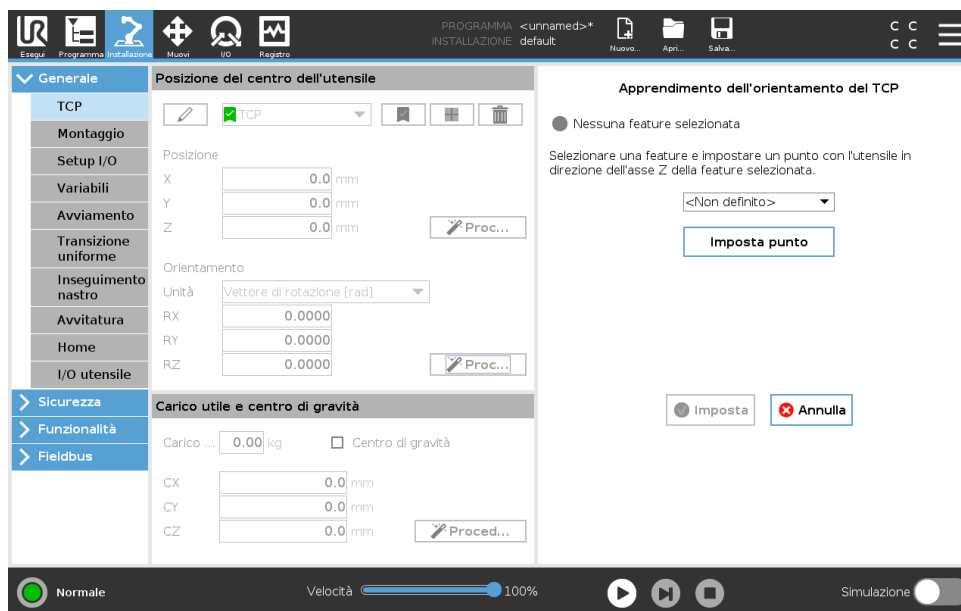 PROGRAMMA <unnamed>*
INSTALLAZIONE default
C C
C C
Esegui
Programma
Installazione
Muovi
I/O
Registro
Nuovo...
Apri...
Salva...
Generale
TCP
Montaggio
Setup I/O
Variabili
Avviamento
Transizione
uniforme
Inseguimento
nastro
Avvitatura
Home
I/O utensile
Sicurezza
Funzionalità
Fieldbus
Posizione del centro dell'utensile
TCP
Posizione
X 0.0 mm
Y 0.0 mm
Z 0.0 mm
Proc...
Orientamento
Unità Vettore di rotazione [rad]
RX 0.0000
RY 0.0000
RZ 0.0000
Proc...
Carico utile e centro di gravità
Carico ... 0.00 kg
Centro di gravità
CX 0.0 mm
CY 0.0 mm
CZ 0.0 mm
Proced...
Apprendimento dell'orientamento del TCP
Nessuna feature selezionata
Selezionare una feature e impostare un punto con l'utensile in
direzione dell'asse Z della feature selezionata.
<Non definito>
Imposta punto
Imposta
Annulla
Normale
Velocità 100%
Simulazione